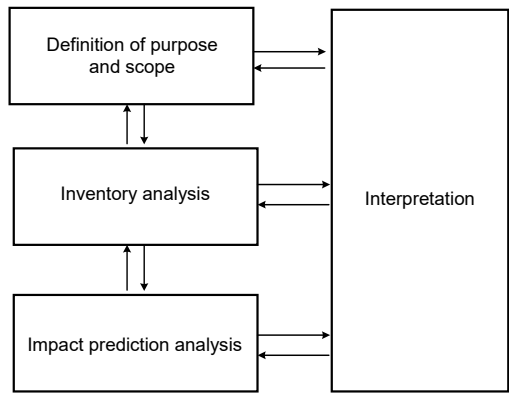 Definition of purpose
and scope
Inventory analysis
Interpretation
Impact prediction analysis